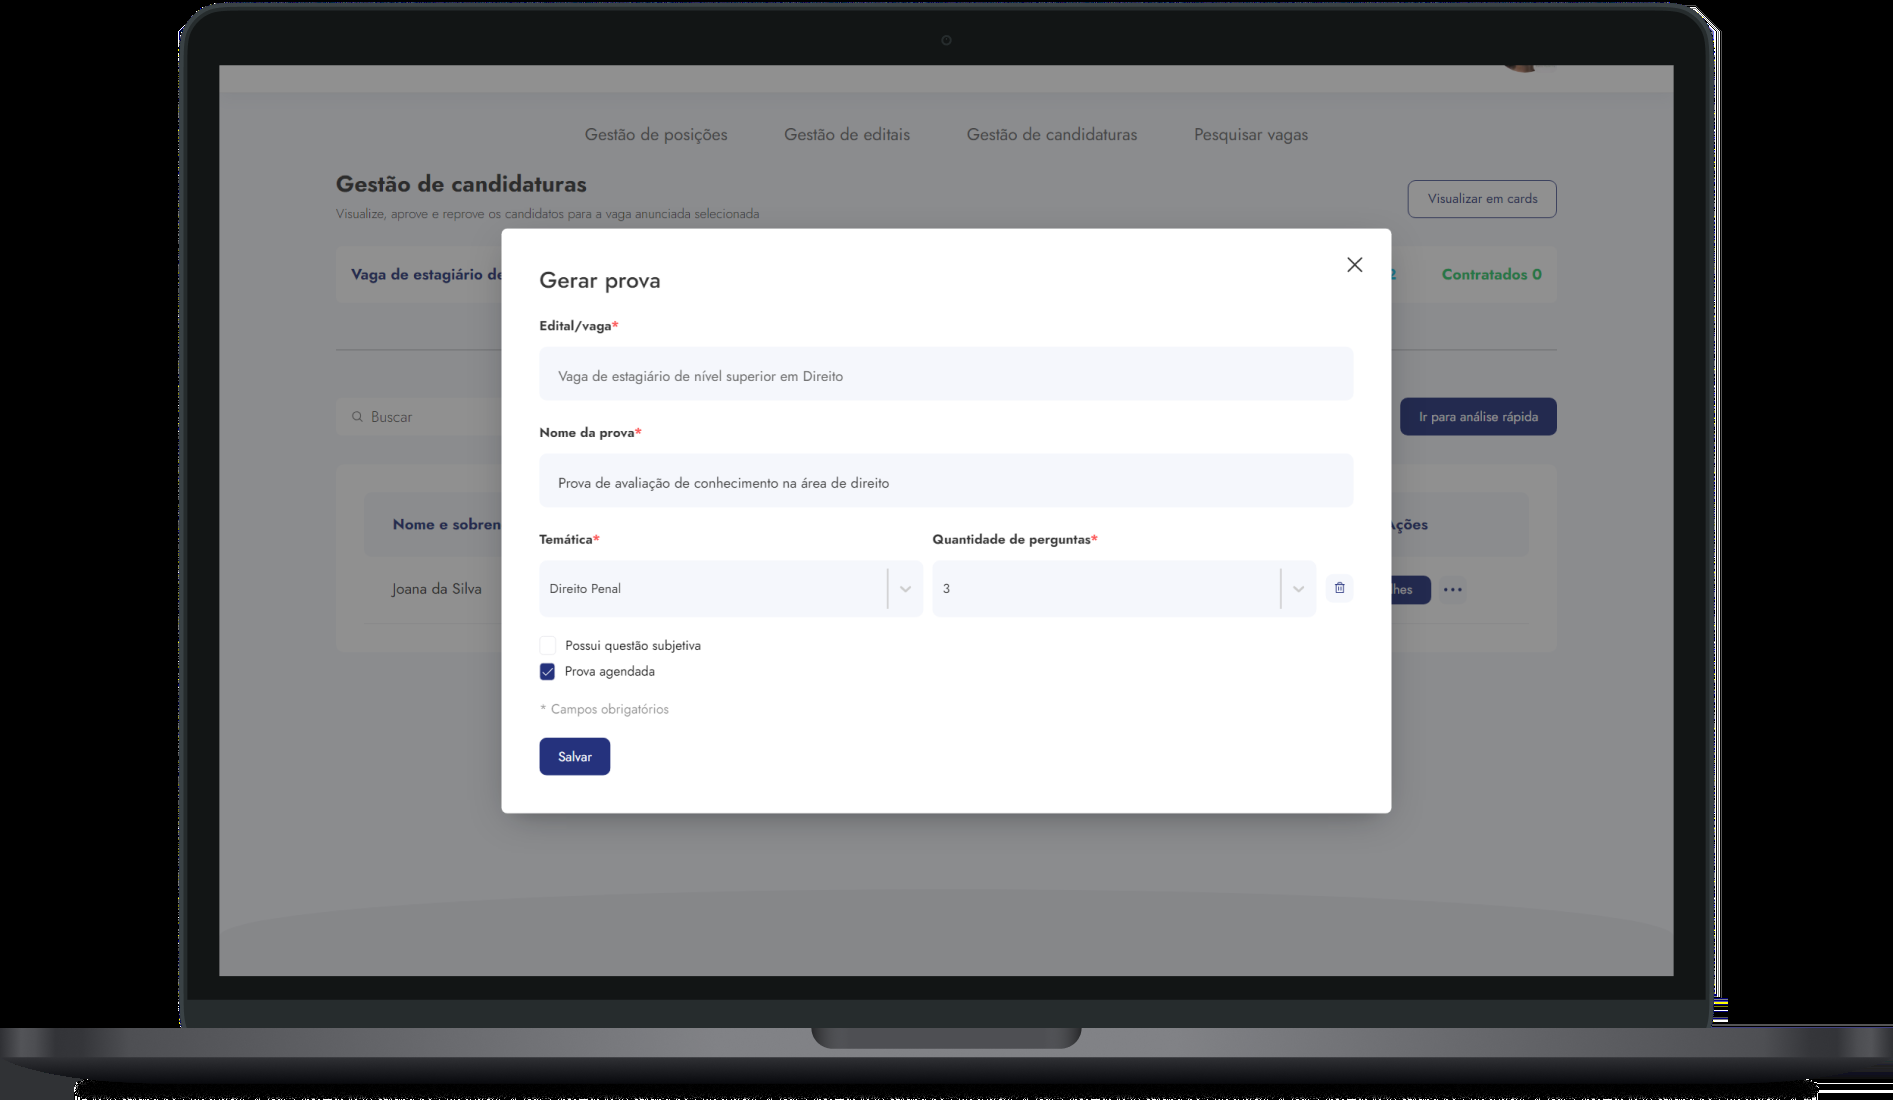 Gestão de posições Gestão de editais Gestão de candidaturas Pesquisar vagas
Gestão de candidaturas
Visualizar em cards
Visualize, aprove e reprove os candidatos para a vaga anunciada selecionada
Vaga de estagiário de
2 Contratados 0
Gerar prova
Edital/vaga*
Vaga de estagiário de nível superior em Direito
Buscar
Ir para análise rápida
Nome da prova*
Prova de avaliação de conhecimento na área de direito
Nome e sobren
Ações
Temática* Quantidade de perguntas*
Joana da Silva
Direito Penal 3
lhes
Possui questão subjetiva
Prova agendada
* Campos obrigatórios
Salvar